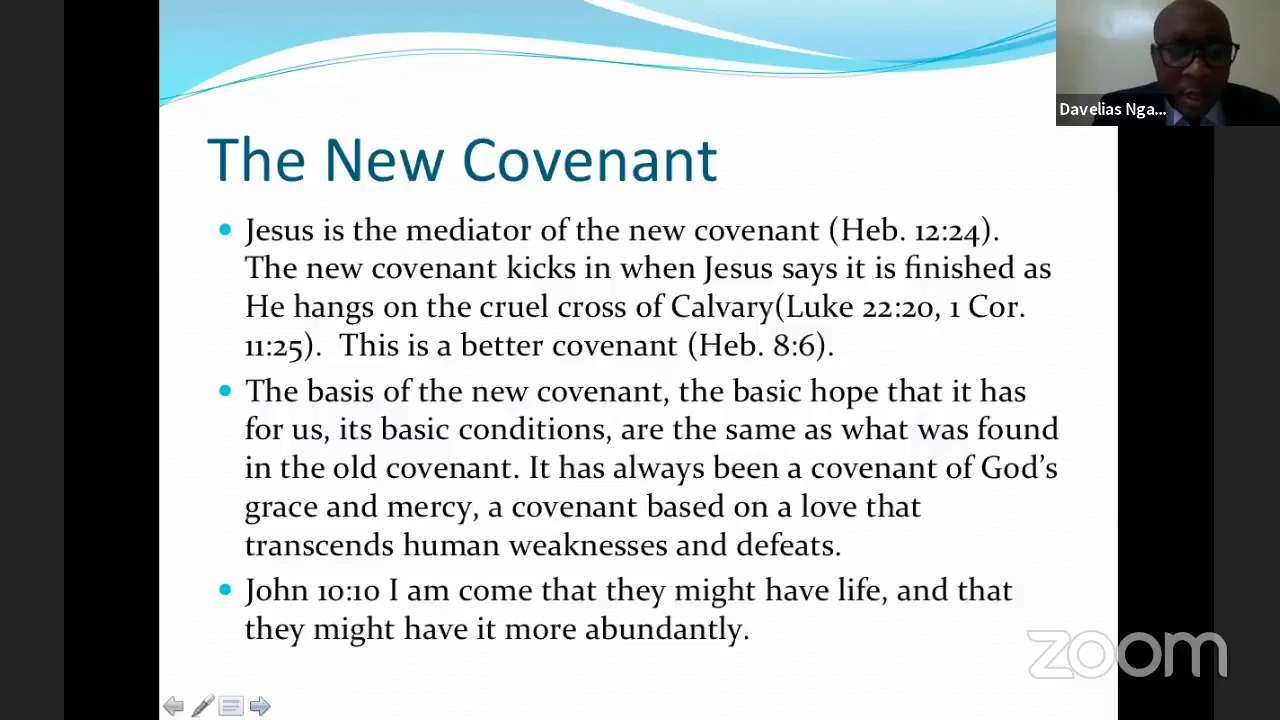 Davelias Nga...
The New Covenant
• Jesus is the mediator of the new covenant (Heb. 12:24).
The new covenant kicks in when Jesus says it is finished as
He hangs on the cruel cross of Calvary(Luke 22:20, 1 Cor.
11:25).  This is a better covenant (Heb. 8:6).
• The basis of the new covenant, the basic hope that it has
for us, its basic conditions, are the same as what was found
in the old covenant. It has always been a covenant of God’s
grace and mercy, a covenant based on a love that
transcends human weaknesses and defeats.
• John 10:10 I am come that they might have life, and that
they might have it more abundantly.
zoom